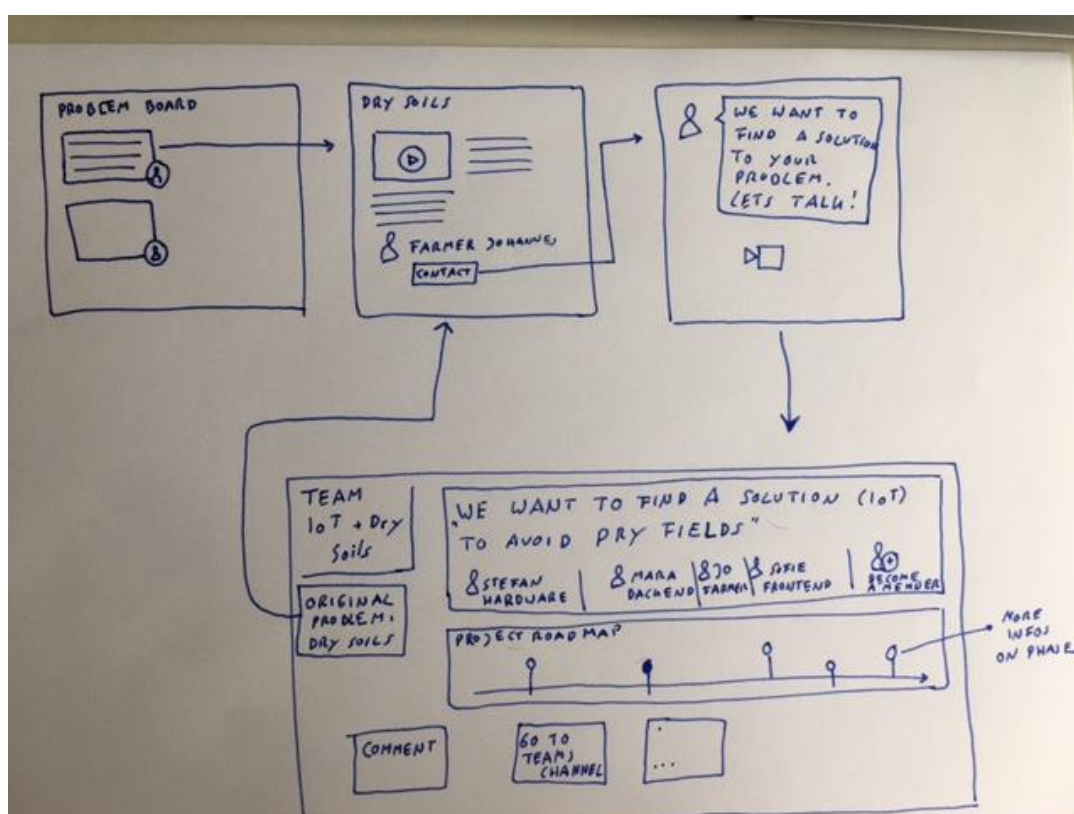 PROBLEM BOARD
DRY SOILS
FARMER JOHANNES
CONTACT
WE WANT TO
FIND A SOLUTION
TO YOUR
PROBLEM.
LETS TALK!
TEAM
IoT + Dry
Soils
ORIGINAL
PROBLEM:
DRY SOILS
"WE WANT TO FIND A SOLUTION (IoT)
TO AVOID DRY FIELDS"
STEFAN
HARDWARE
MARA
BACKEND
JO
FARMER
SOFIE
FRONTEND
BECOME
A MEMBER
PROJECT ROAD MAP
MORE
INFOS
ON PHASE
COMMENT
GO TO
TEAMS
CHANNEL
...